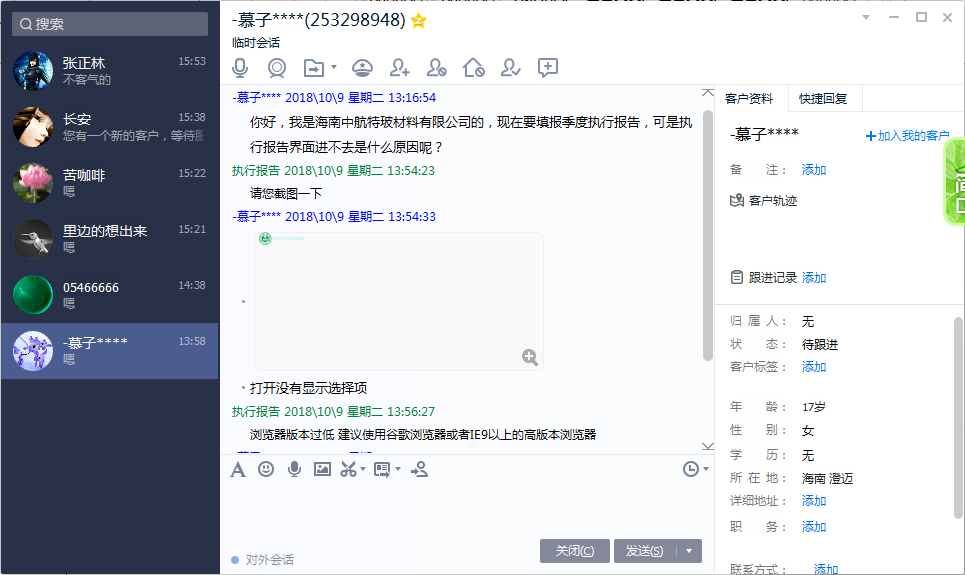 搜索
张正林 15:53
不客气的
长安 15:38
您有一个新的客户，等待服
苦咖啡 15:22
嗯
里边的想出来 15:21
嗯
05466666 14:38
嗯
-慕子**** 13:58
嗯
-慕子****(253298948)
临时会话
-慕子**** 2018\10\9 星期二 13:16:54
你好，我是海南中航特玻材料有限公司的，现在要填报季度执行报告，可是执
行报告界面进不去是什么原因呢？
执行报告 2018\10\9 星期二 13:54:23
请您截图一下
-慕子**** 2018\10\9 星期二 13:54:33
打开没有显示选择项
执行报告 2018\10\9 星期二 13:56:27
浏览器版本过低 建议使用谷歌浏览器或者IE9以上的高版本浏览器
对外会话
关闭(C)
发送(S)
客户资料 快捷回复
-慕子**** +加入我的客户
备 注： 添加
客户轨迹
跟进记录 添加
归 属 人： 无
状 态： 待跟进
客户标签： 添加
年 龄： 17岁
性 别： 女
学 历： 无
所 在 地： 海南 澄迈
详细地址： 添加
职 务： 添加
联系方式： 添加